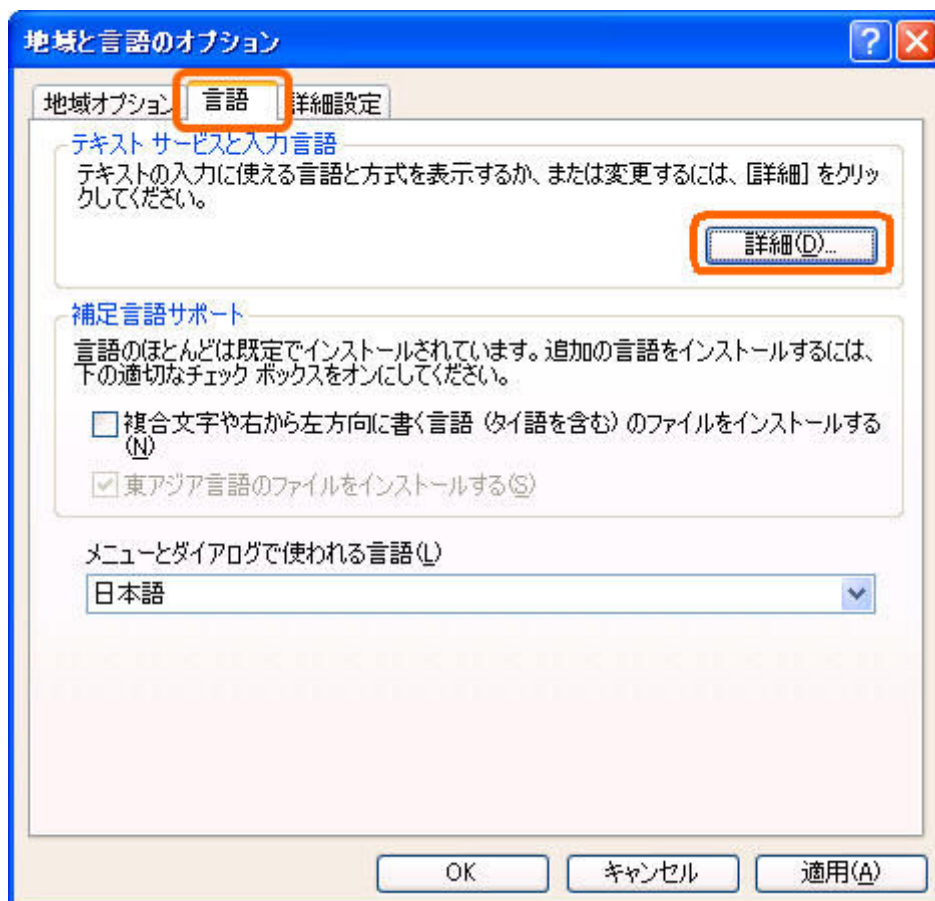 地域と言語のオプション
地域オプション 言語 詳細設定
テキスト サービスと入力言語
テキストの入力に使える言語と方式を表示するか、または変更するには、[詳細] をクリッ
クしてください。
詳細(D)...
補足言語サポート
言語のほとんどは既定でインストールされています。追加の言語をインストールするには、
下の適切なチェック ボックスをオンにしてください。
複合文字や右から左方向に書く言語 (タイ語を含む) のファイルをインストールする
(N)
東アジア言語のファイルをインストールする(S)
メニューとダイアログで使われる言語(L)
日本語
OK キャンセル 適用(A)